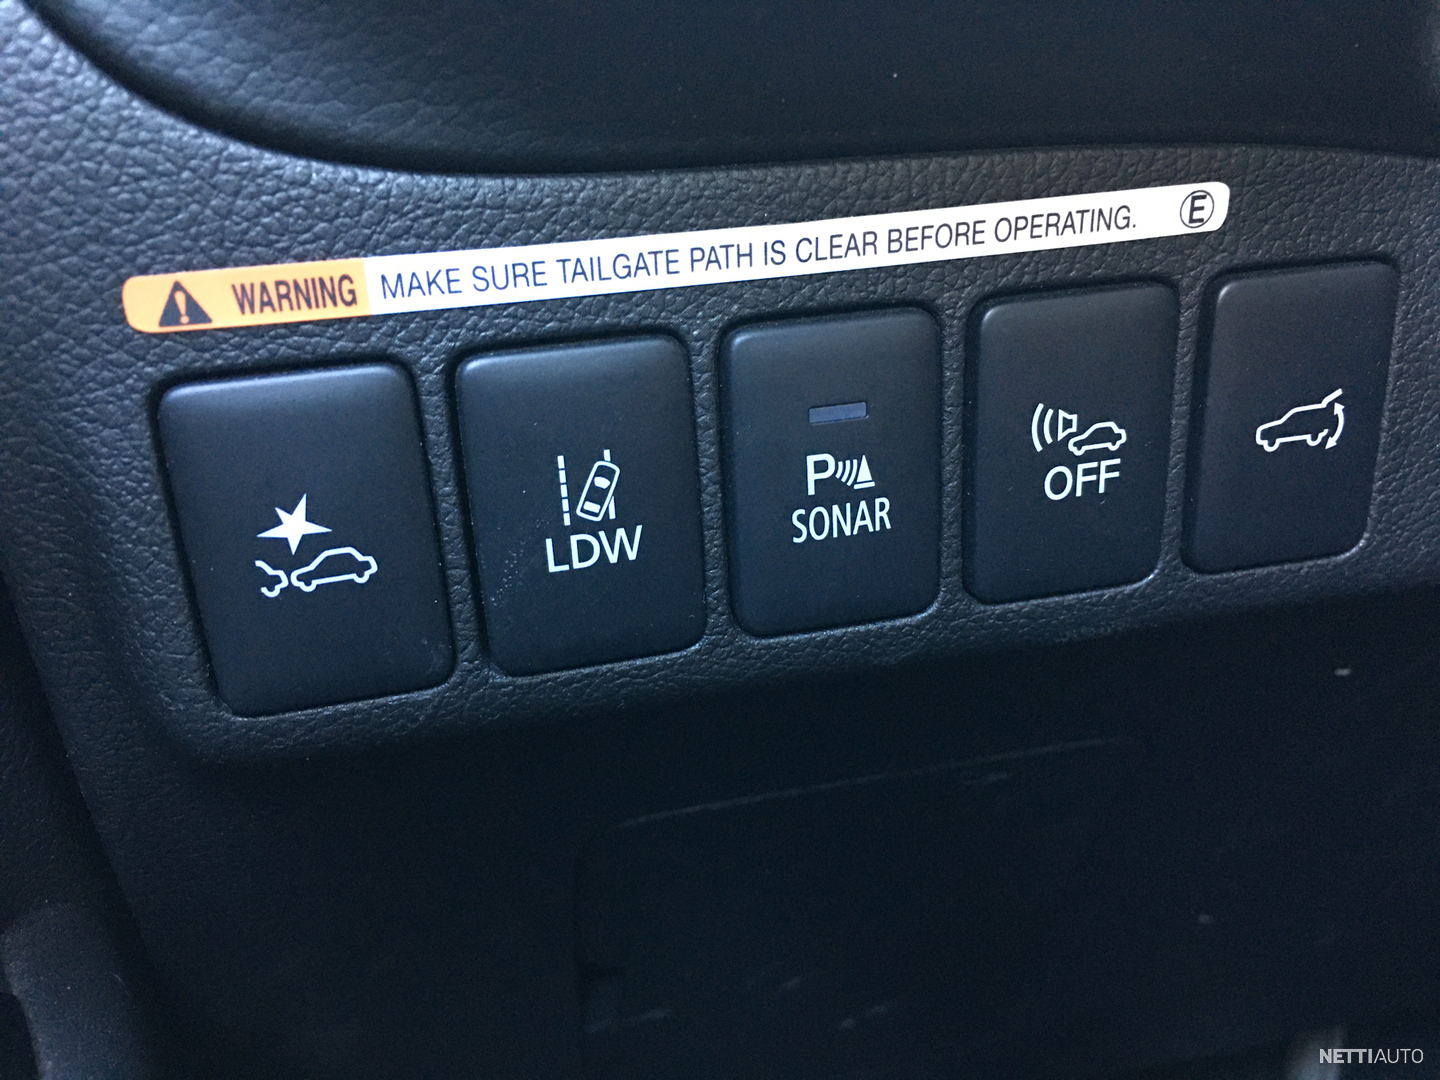 WARNING MAKE SURE TAILGATE PATH IS CLEAR BEFORE OPERATING. E
LDW
P
SONAR
OFF
NETTIAUTO